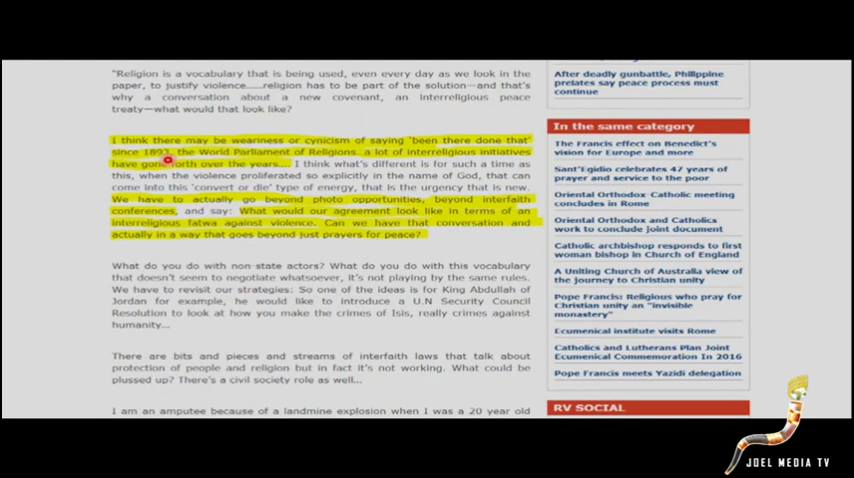 "Religion is a vocabulary that is being used, even every day as we look in the
paper, to justify violence......religion has to be part of the solution—and that's
why a conversation about a new covenant, an interreligious peace
treaty—what would that look like?
I think there may be weariness or cynicism of saying 'been there done that'
since 1893, the World Parliament of Religions...a lot of interreligious initiatives
have gone forth over the years.... I think what's different is for such a time as
this, when the violence proliferated so explicitly in the name of God, that can
come into this 'convert or die' type of energy, that is the urgency that is new.
We have to actually go beyond photo opportunities, beyond interfaith
conferences, and say: What would our agreement look like in terms of an
interreligious fatwa against violence. Can we have that conversation and
actually in a way that goes beyond just prayers for peace?
What do you do with non-state actors? What do you do with this vocabulary
that doesn't seem to negotiate whatsoever, it's not playing by the same rules.
We have to revisit our strategies: So one of the ideas is for King Abdullah of
Jordan for example, he would like to introduce a U.N Security Council
Resolution to look at how you make the crimes of Isis, really crimes against
humanity...
There are bits and pieces and streams of interfaith laws that talk about
protection of people and religion but in fact it's not working. What could be
plussed up? There's a civil society role as well...
I am an amputee because of a landmine explosion when I was a 20 year old
After deadly gunbattle, Philippine
prelates say peace process must
continue
In the same category
The Francis effect on Benedict's
vision for Europe and more
Sant'Egidio celebrates 47 years of
prayer and service to the poor
Oriental Orthodox-Catholic meeting
concludes in Rome
Oriental Orthodox and Catholics
work to conclude joint document
Catholic archbishop responds to first
woman bishop in Church of England
A Uniting Church of Australia view of
the journey to Christian unity
Pope Francis: Religious who pray for
Christian unity an "invisible
monastery"
Ecumenical institute visits Rome
Catholics and Lutherans Plan Joint
Ecumenical Commemoration In 2016
Pope Francis meets Yazidi delegation
RV SOCIAL
JOEL MEDIA TV